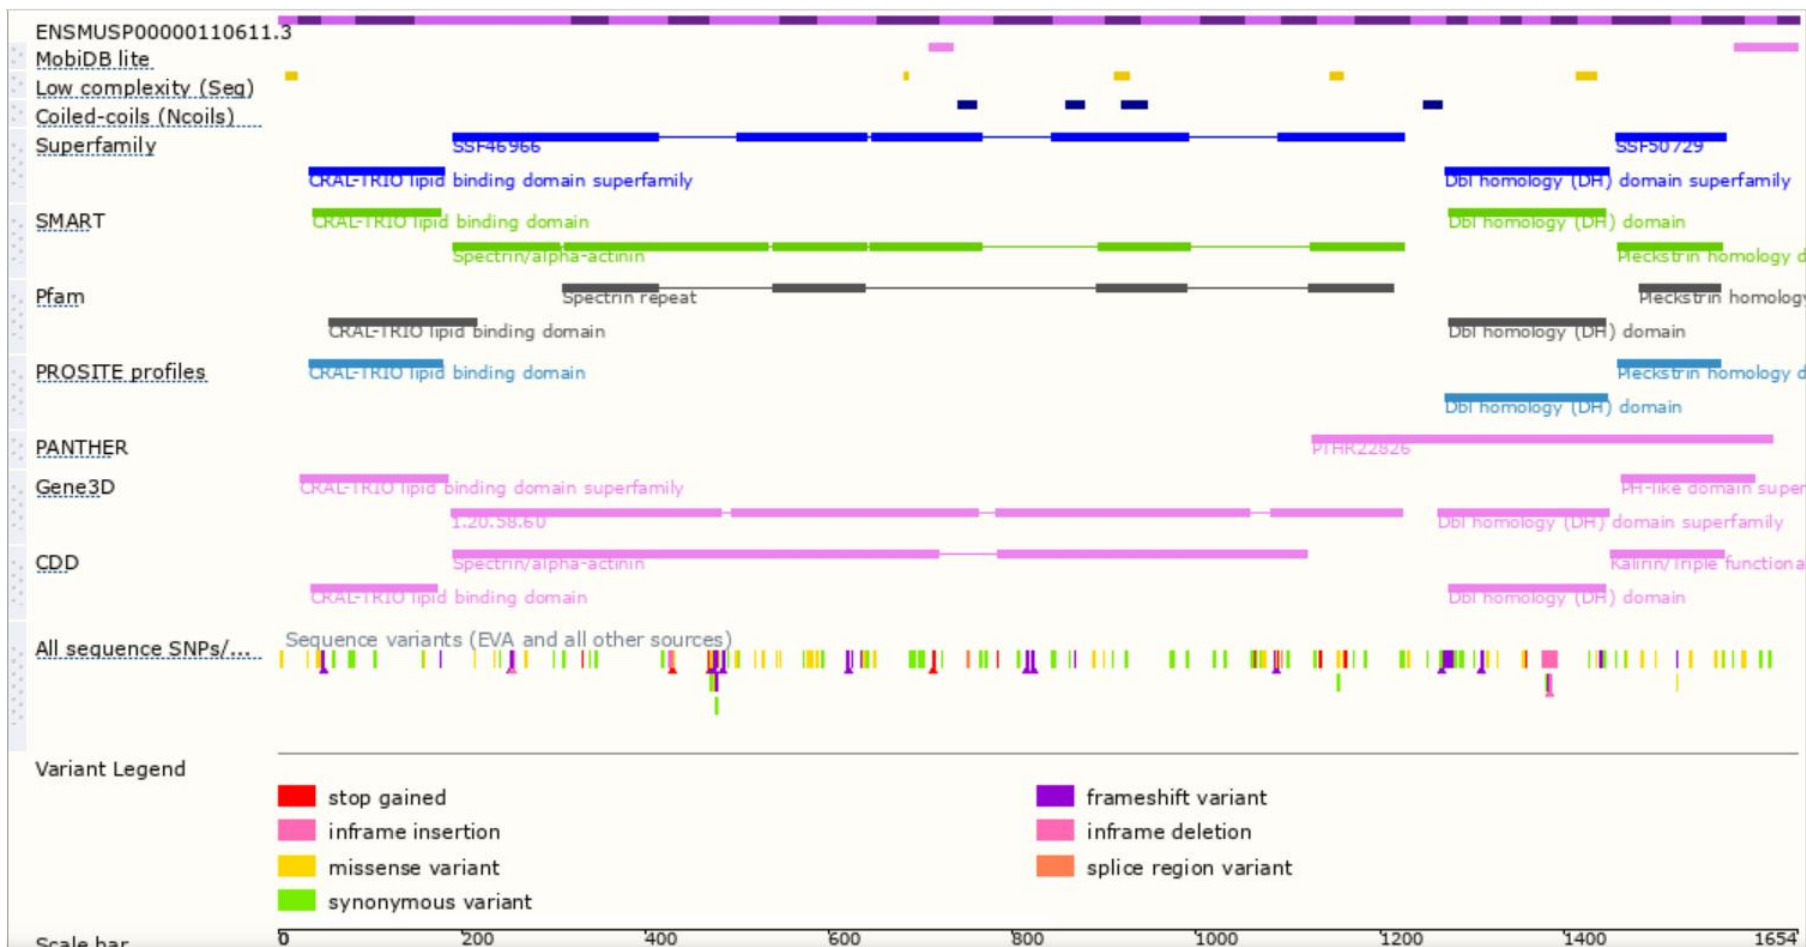 ENSMUSP00000110611.3
MobiDB lite
Low complexity (Seg)
Coiled-coils (Ncoils)
Superfamily
SSF46966
SSF50729
CRAL-TRIO lipid binding domain superfamily
Dbl homology (DH) domain superfamily
SMART
CRAL-TRIO lipid binding domain
Dbl homology (DH) domain
Spectrin/alpha-actinin
Pleckstrin homology d
Pfam
Spectrin repeat
Pleckstrin homology
CRAL-TRIO lipid binding domain
Dbl homology (DH) domain
PROSITE profiles
CRAL-TRIO lipid binding domain
Pleckstrin homology d
Dbl homology (DH) domain
PANTHER
PTHR22826
Gene3D
CRAL-TRIO lipid binding domain superfamily
PH-like domain super
1.20.58.60
Dbl homology (DH) domain superfamily
CDD
Spectrin/alpha-actinin
Kalirin/Triple functiona
CRAL-TRIO lipid binding domain
Dbl homology (DH) domain
All sequence SNPs/...
Sequence variants (EVA and all other sources)
Variant Legend
stop gained
frameshift variant
inframe insertion
inframe deletion
missense variant
splice region variant
synonymous variant
Scale bar
0 200 400 600 800 1000 1200 1400 1654